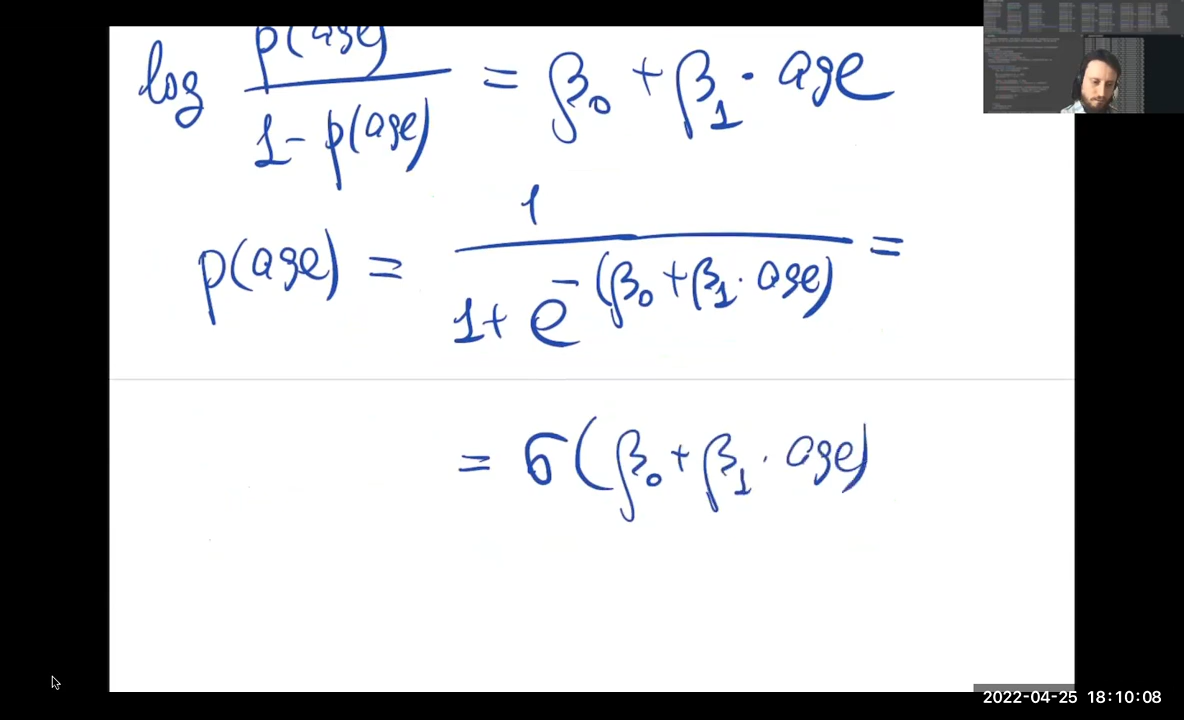 log p(age) / 1 - p(age) = β₀ + β₁ · age
p(age) = 1 / 1 + e^-(β₀ + β₁ · age) =
= σ(β₀ + β₁ · age)
2022-04-25 18:10:08